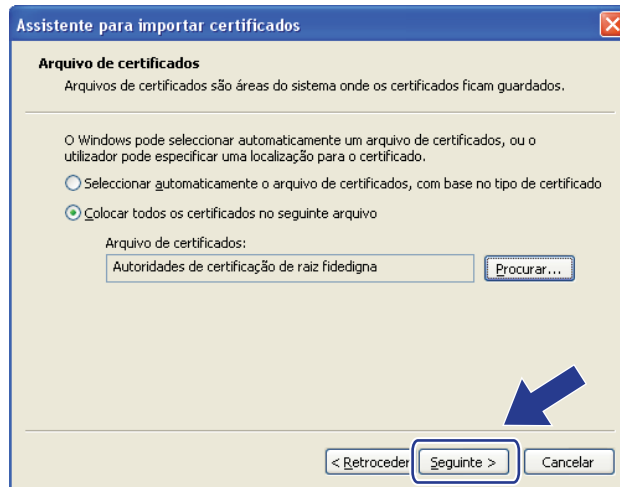 Assistente para importar certificados
Arquivo de certificados
Arquivos de certificados são áreas do sistema onde os certificados ficam guardados.
O Windows pode seleccionar automaticamente um arquivo de certificados, ou o
utilizador pode especificar uma localização para o certificado.
Seleccionar automaticamente o arquivo de certificados, com base no tipo de certificado
Colocar todos os certificados no seguinte arquivo
Arquivo de certificados:
Autoridades de certificação de raiz fidedigna
Procurar...
< Retroceder
Seguinte >
Cancelar